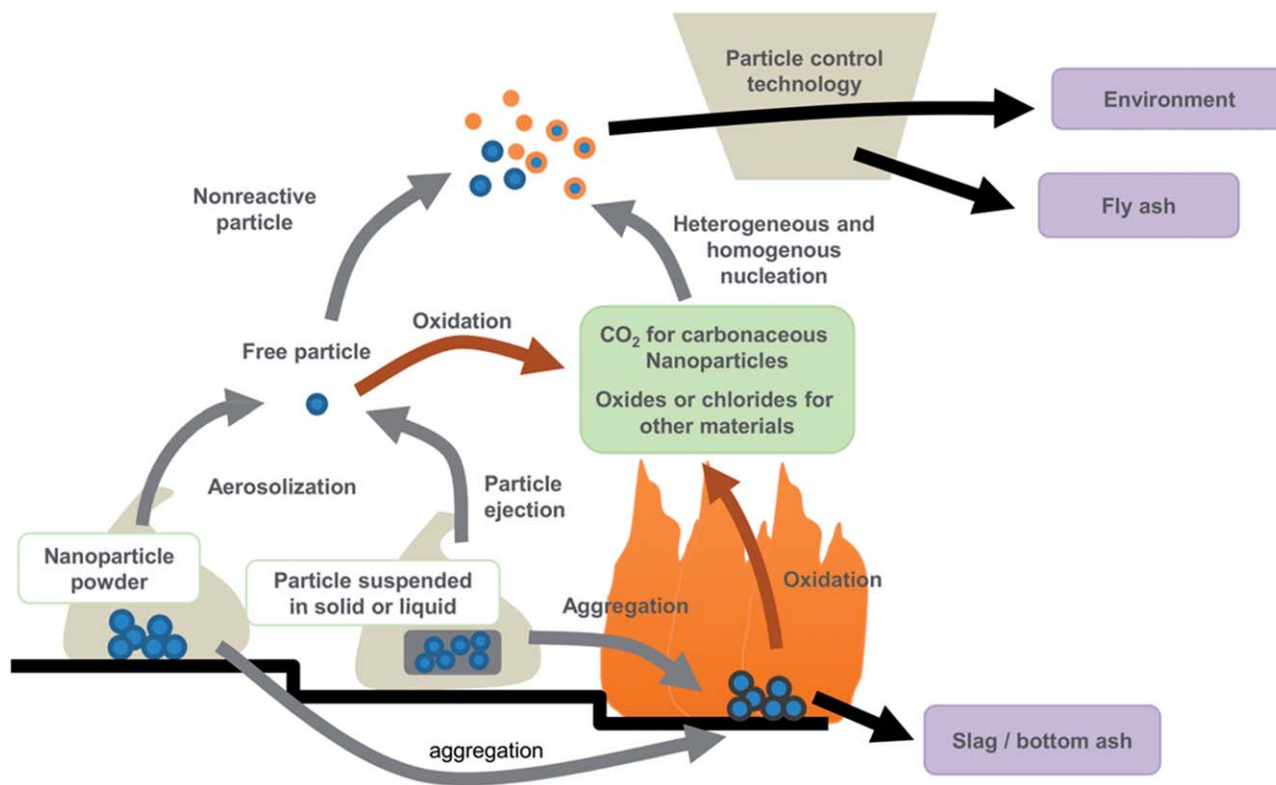 Particle control
technology
Environment
Fly ash
Nonreactive
particle
Heterogeneous and
homogenous
nucleation
Oxidation
Free particle
CO₂ for carbonaceous
Nanoparticles
Oxides or chlorides for
other materials
Aerosolization
Particle
ejection
Nanoparticle
powder
Particle suspended
in solid or liquid
Aggregation
Oxidation
aggregation
Slag / bottom ash